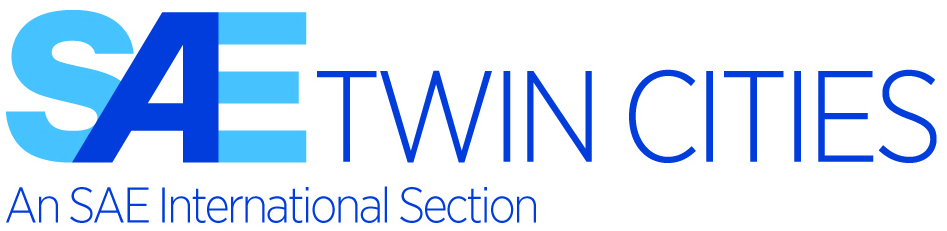 SAE TWIN CITIES
An SAE International Section